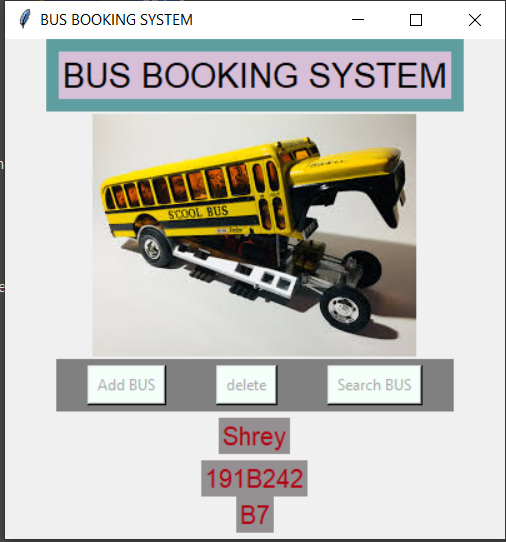 BUS BOOKING SYSTEM
BUS BOOKING SYSTEM
S'COOL BUS
Add BUS delete Search BUS
Shrey
191B242
B7